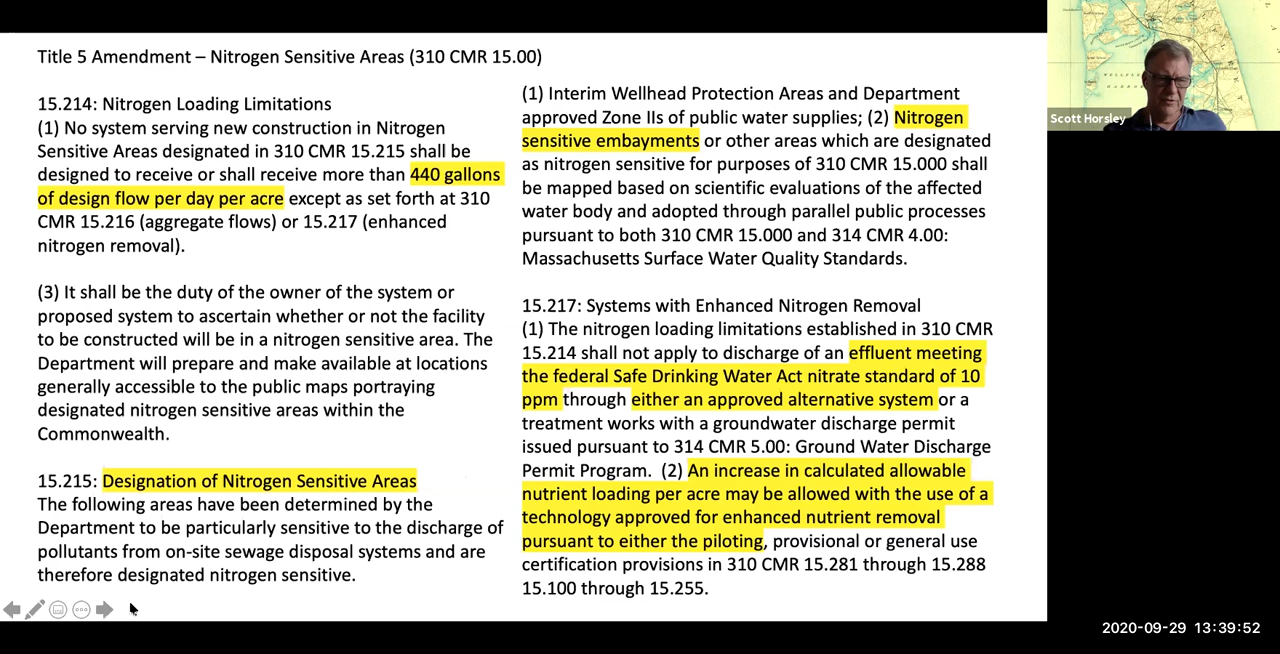 Title 5 Amendment – Nitrogen Sensitive Areas (310 CMR 15.00)
15.214: Nitrogen Loading Limitations
(1) No system serving new construction in Nitrogen
Sensitive Areas designated in 310 CMR 15.215 shall be
designed to receive or shall receive more than 440 gallons
of design flow per day per acre except as set forth at 310
CMR 15.216 (aggregate flows) or 15.217 (enhanced
nitrogen removal).
(3) It shall be the duty of the owner of the system or
proposed system to ascertain whether or not the facility
to be constructed will be in a nitrogen sensitive area. The
Department will prepare and make available at locations
generally accessible to the public maps portraying
designated nitrogen sensitive areas within the
Commonwealth.
15.215: Designation of Nitrogen Sensitive Areas
The following areas have been determined by the
Department to be particularly sensitive to the discharge of
pollutants from on-site sewage disposal systems and are
therefore designated nitrogen sensitive.
(1) Interim Wellhead Protection Areas and Department
approved Zone IIs of public water supplies; (2) Nitrogen
sensitive embayments or other areas which are designated
as nitrogen sensitive for purposes of 310 CMR 15.000 shall
be mapped based on scientific evaluations of the affected
water body and adopted through parallel public processes
pursuant to both 310 CMR 15.000 and 314 CMR 4.00:
Massachusetts Surface Water Quality Standards.
15.217: Systems with Enhanced Nitrogen Removal
(1) The nitrogen loading limitations established in 310 CMR
15.214 shall not apply to discharge of an effluent meeting
the federal Safe Drinking Water Act nitrate standard of 10
ppm through either an approved alternative system or a
treatment works with a groundwater discharge permit
issued pursuant to 314 CMR 5.00: Ground Water Discharge
Permit Program. (2) An increase in calculated allowable
nutrient loading per acre may be allowed with the use of a
technology approved for enhanced nutrient removal
pursuant to either the piloting, provisional or general use
certification provisions in 310 CMR 15.281 through 15.288
15.100 through 15.255.
Scott Horsley
2020-09-29 13:39:52